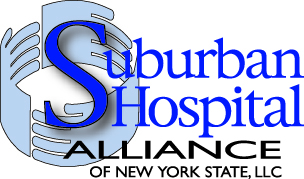 Suburban
Hospital
ALLIANCE
OF NEW YORK STATE, LLC